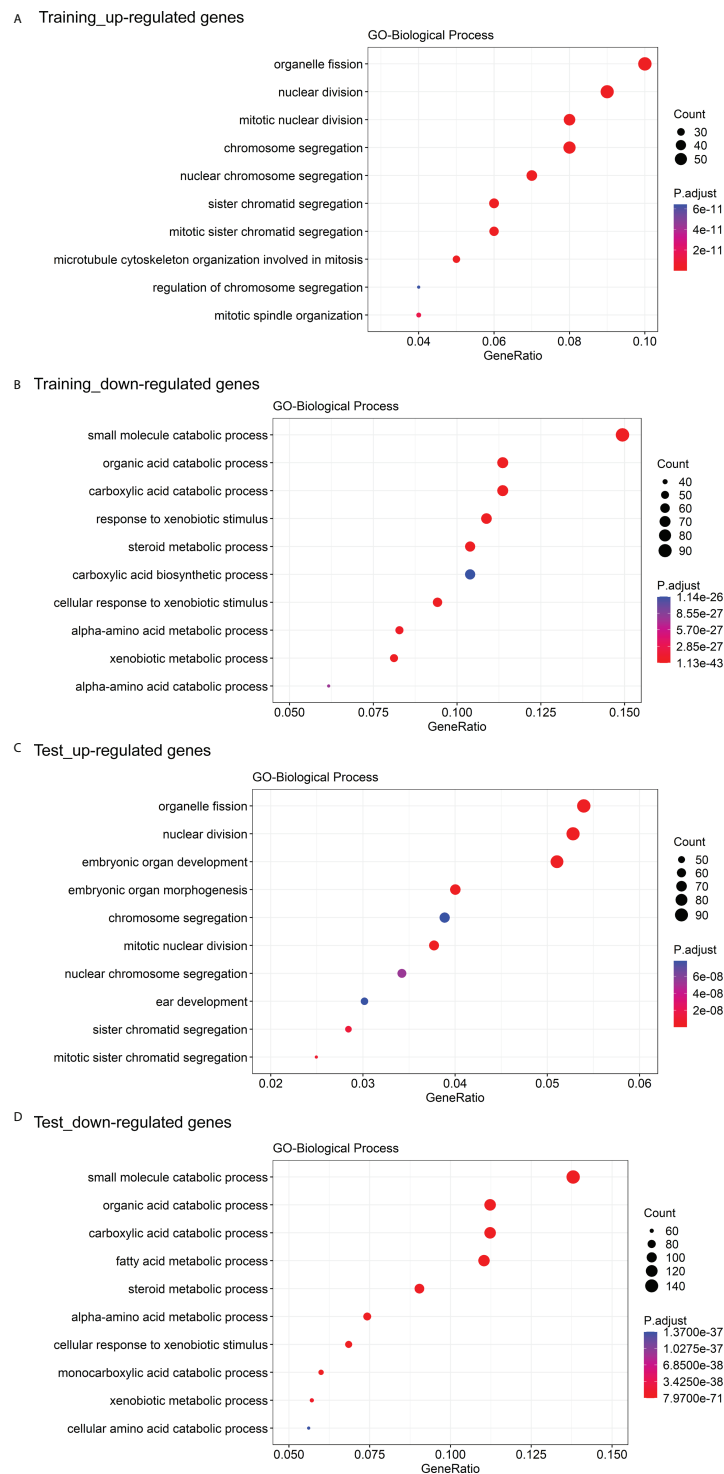 A Training_up-regulated genes
GO-Biological Process
organelle fission
nuclear division
mitotic nuclear division
chromosome segregation
nuclear chromosome segregation
sister chromatid segregation
mitotic sister chromatid segregation
microtubule cytoskeleton organization involved in mitosis
regulation of chromosome segregation
mitotic spindle organization
0.04 0.06 0.08 0.10
GeneRatio
Count
30
40
50
P.adjust
6e-11
4e-11
2e-11
B Training_down-regulated genes
GO-Biological Process
small molecule catabolic process
organic acid catabolic process
carboxylic acid catabolic process
response to xenobiotic stimulus
steroid metabolic process
carboxylic acid biosynthetic process
cellular response to xenobiotic stimulus
alpha-amino acid metabolic process
xenobiotic metabolic process
alpha-amino acid catabolic process
0.050 0.075 0.100 0.125 0.150
GeneRatio
Count
40
50
60
70
80
90
P.adjust
1.14e-26
8.55e-27
5.70e-27
2.85e-27
1.13e-43
C Test_up-regulated genes
GO-Biological Process
organelle fission
nuclear division
embryonic organ development
embryonic organ morphogenesis
chromosome segregation
mitotic nuclear division
nuclear chromosome segregation
ear development
sister chromatid segregation
mitotic sister chromatid segregation
0.02 0.03 0.04 0.05 0.06
GeneRatio
Count
50
60
70
80
90
P.adjust
6e-08
4e-08
2e-08
D Test_down-regulated genes
GO-Biological Process
small molecule catabolic process
organic acid catabolic process
carboxylic acid catabolic process
fatty acid metabolic process
steroid metabolic process
alpha-amino acid metabolic process
cellular response to xenobiotic stimulus
monocarboxylic acid catabolic process
xenobiotic metabolic process
cellular amino acid catabolic process
0.050 0.075 0.100 0.125 0.150
GeneRatio
Count
60
80
100
120
140
P.adjust
1.3700e-37
1.0275e-37
6.8500e-38
3.4250e-38
7.9700e-71